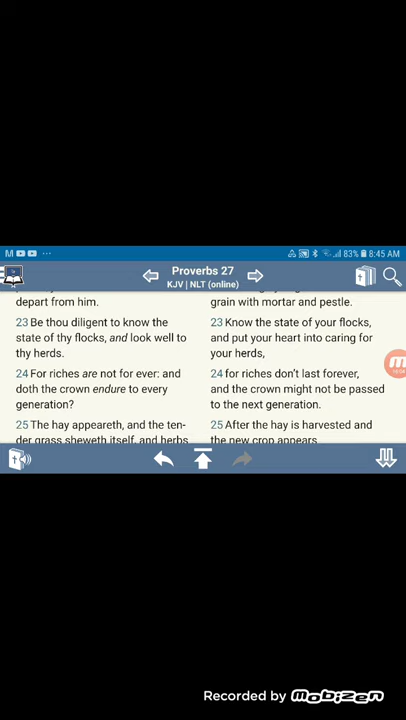 M ... 83% 8:45 AM
Proverbs 27
KJV | NLT (online)
depart from him.
23 Be thou diligent to know the
state of thy flocks, and look well to
thy herds.
24 For riches are not for ever: and
doth the crown endure to every
generation?
25 The hay appeareth, and the ten-
der grass sheweth itself, and herbs
grain with mortar and pestle.
23 Know the state of your flocks,
and put your heart into caring for
your herds,
24 for riches don't last forever,
and the crown might not be passed
to the next generation.
25 After the hay is harvested and
the new crop appears
Recorded by Mobizen